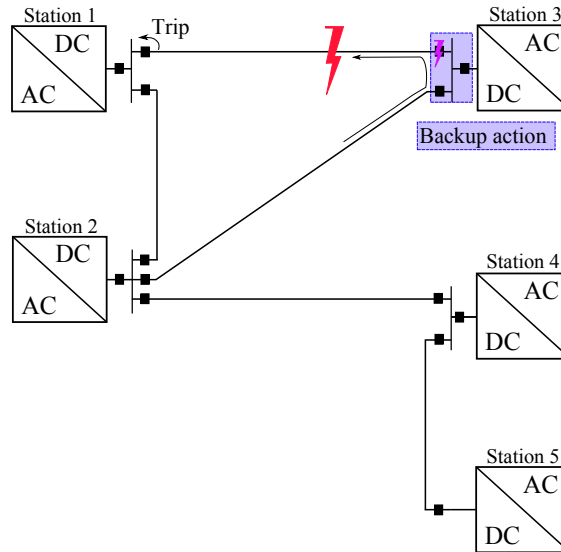 Station 1
DC
AC
Trip
Station 3
AC
DC
Backup action
Station 2
DC
AC
Station 4
AC
DC
Station 5
AC
DC